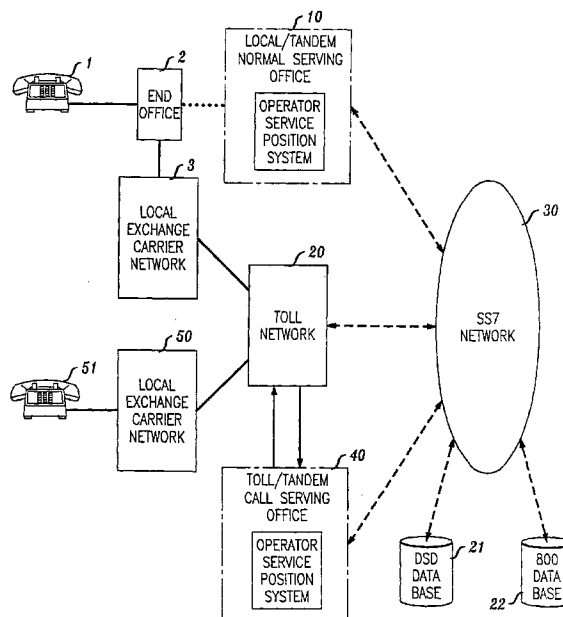 10
LOCAL/TANDEM
NORMAL SERVING
OFFICE
OPERATOR
SERVICE
POSITION
SYSTEM
1
2
END
OFFICE
3
LOCAL
EXCHANGE
CARRIER
NETWORK
20
TOLL
NETWORK
30
SS7
NETWORK
50
LOCAL
EXCHANGE
CARRIER
NETWORK
51
40
TOLL/TANDEM
CALL SERVING
OFFICE
OPERATOR
SERVICE
POSITION
SYSTEM
DSD
DATA
BASE
21
800
DATA
BASE
22